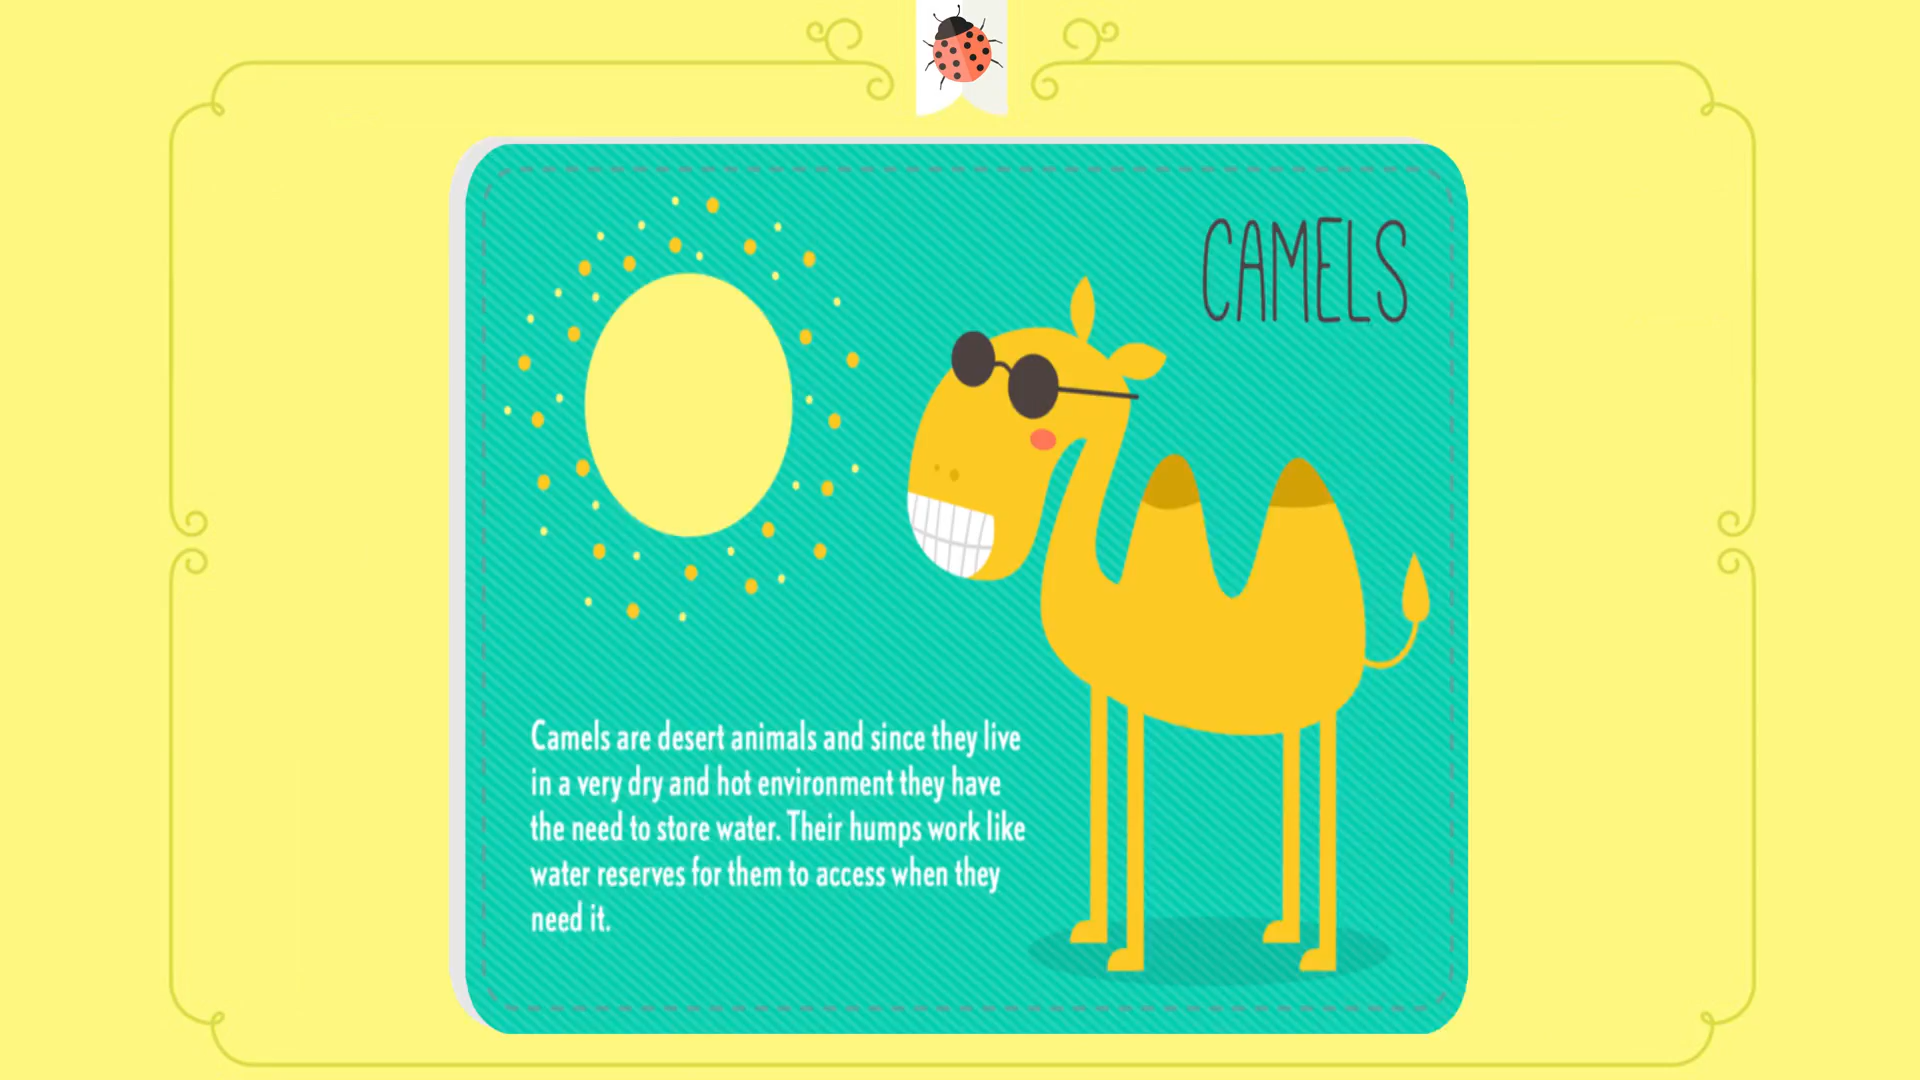 CAMELS
Camels are desert animals and since they live
in a very dry and hot environment they have
the need to store water. Their humps work like
water reserves for them to access when they
need it.